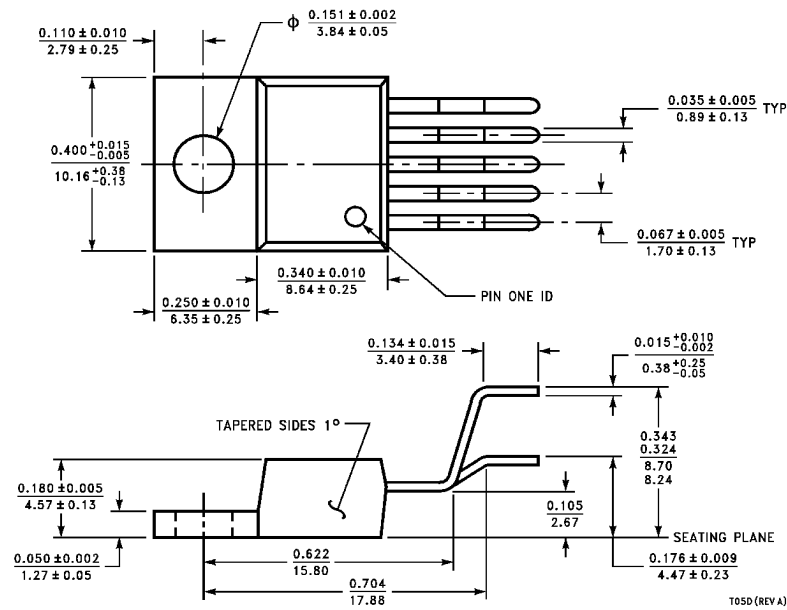 0.110 ± 0.010
2.79 ± 0.25
ϕ 0.151 ± 0.002
3.84 ± 0.05
0.035 ± 0.005 TYP
0.89 ± 0.13
0.400 +0.015 -0.005
10.16 +0.38 -0.13
0.067 ± 0.005 TYP
1.70 ± 0.13
0.340 ± 0.010
8.64 ± 0.25
PIN ONE ID
0.250 ± 0.010
6.35 ± 0.25
0.134 ± 0.015
3.40 ± 0.38
0.015 +0.010 -0.002
0.38 +0.25 -0.05
TAPERED SIDES 1°
0.343
0.324
8.70
8.24
0.180 ± 0.005
4.57 ± 0.13
0.105
2.67
SEATING PLANE
0.050 ± 0.002
1.27 ± 0.05
0.622
15.80
0.176 ± 0.009
4.47 ± 0.23
0.704
17.88
T05D (REV A)